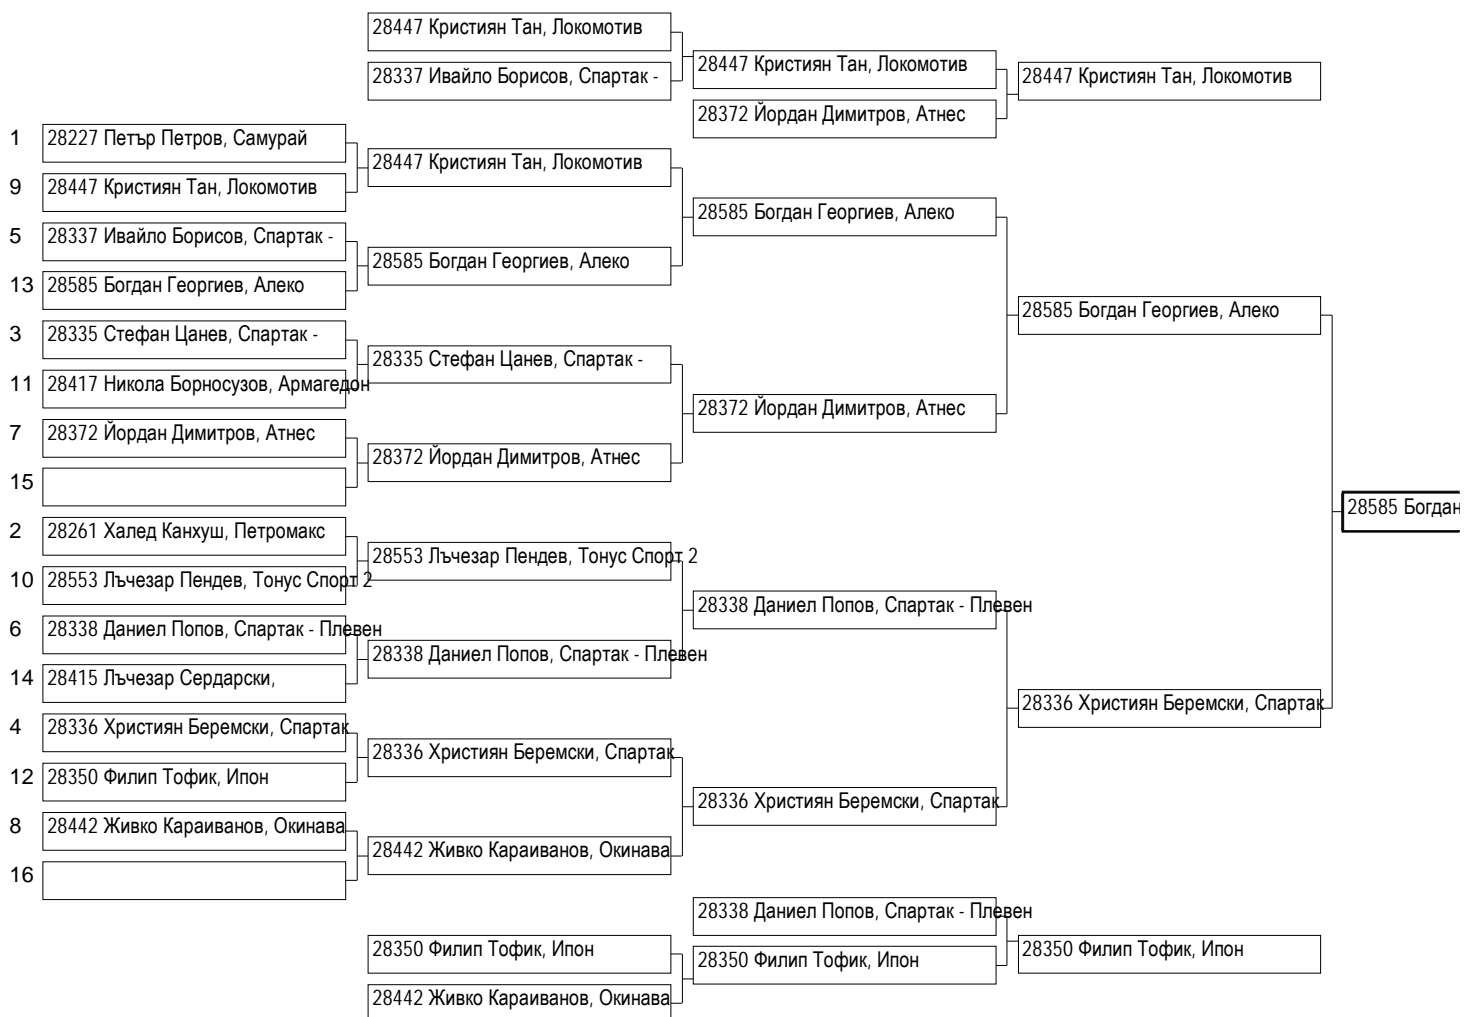 28447 Кристиян Тан, Локомотив
28337 Ивайло Борисов, Спартак -
28447 Кристиян Тан, Локомотив
28372 Йордан Димитров, Атнес
28447 Кристиян Тан, Локомотив
1 28227 Петър Петров, Самурай
9 28447 Кристиян Тан, Локомотив
5 28337 Ивайло Борисов, Спартак -
13 28585 Богдан Георгиев, Алеко
3 28335 Стефан Цанев, Спартак -
11 28417 Никола Борносузов, Армагедон
7 28372 Йордан Димитров, Атнес
15
2 28261 Халед Канхуш, Петромакс
10 28553 Лъчезар Пендев, Тонус Спорт 2
6 28338 Даниел Попов, Спартак - Плевен
14 28415 Лъчезар Сердарски,
4 28336 Християн Беремски, Спартак
12 28350 Филип Тофик, Ипон
8 28442 Живко Караиванов, Окинава
16
28447 Кристиян Тан, Локомотив
28585 Богдан Георгиев, Алеко
28335 Стефан Цанев, Спартак -
28372 Йордан Димитров, Атнес
28553 Лъчезар Пендев, Тонус Спорт 2
28338 Даниел Попов, Спартак - Плевен
28336 Християн Беремски, Спартак
28442 Живко Караиванов, Окинава
28585 Богдан Георгиев, Алеко
28372 Йордан Димитров, Атнес
28338 Даниел Попов, Спартак - Плевен
28336 Християн Беремски, Спартак
28585 Богдан Георгиев, Алеко
28336 Християн Беремски, Спартак
28585 Богдан
28350 Филип Тофик, Ипон
28442 Живко Караиванов, Окинава
28338 Даниел Попов, Спартак - Плевен
28350 Филип Тофик, Ипон
28350 Филип Тофик, Ипон